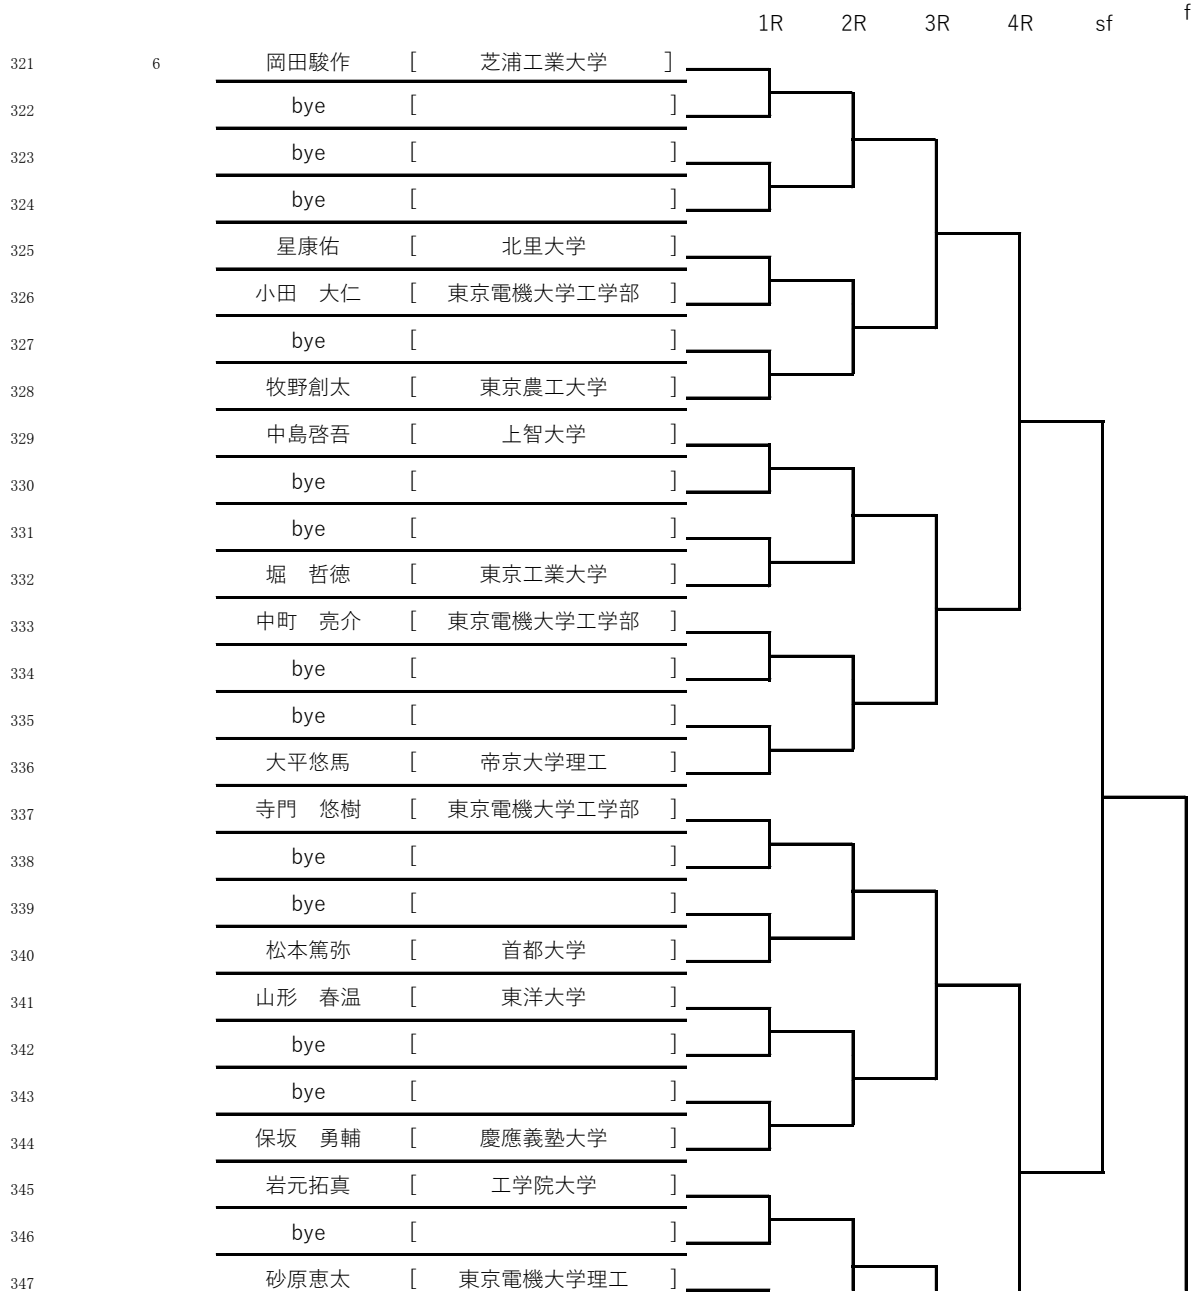 1R 2R 3R 4R sf f
321 6 岡田駿作 [ 芝浦工業大学 ]
322 bye [ ]
323 bye [ ]
324 bye [ ]
325 星康佑 [ 北里大学 ]
326 小田　大仁 [ 東京電機大学工学部 ]
327 bye [ ]
328 牧野創太 [ 東京農工大学 ]
329 中島啓吾 [ 上智大学 ]
330 bye [ ]
331 bye [ ]
332 堀　哲徳 [ 東京工業大学 ]
333 中町　亮介 [ 東京電機大学工学部 ]
334 bye [ ]
335 bye [ ]
336 大平悠馬 [ 帝京大学理工 ]
337 寺門　悠樹 [ 東京電機大学工学部 ]
338 bye [ ]
339 bye [ ]
340 松本篤弥 [ 首都大学 ]
341 山形　春温 [ 東洋大学 ]
342 bye [ ]
343 bye [ ]
344 保坂　勇輔 [ 慶應義塾大学 ]
345 岩元拓真 [ 工学院大学 ]
346 bye [ ]
347 砂原恵太 [ 東京電機大学理工 ]